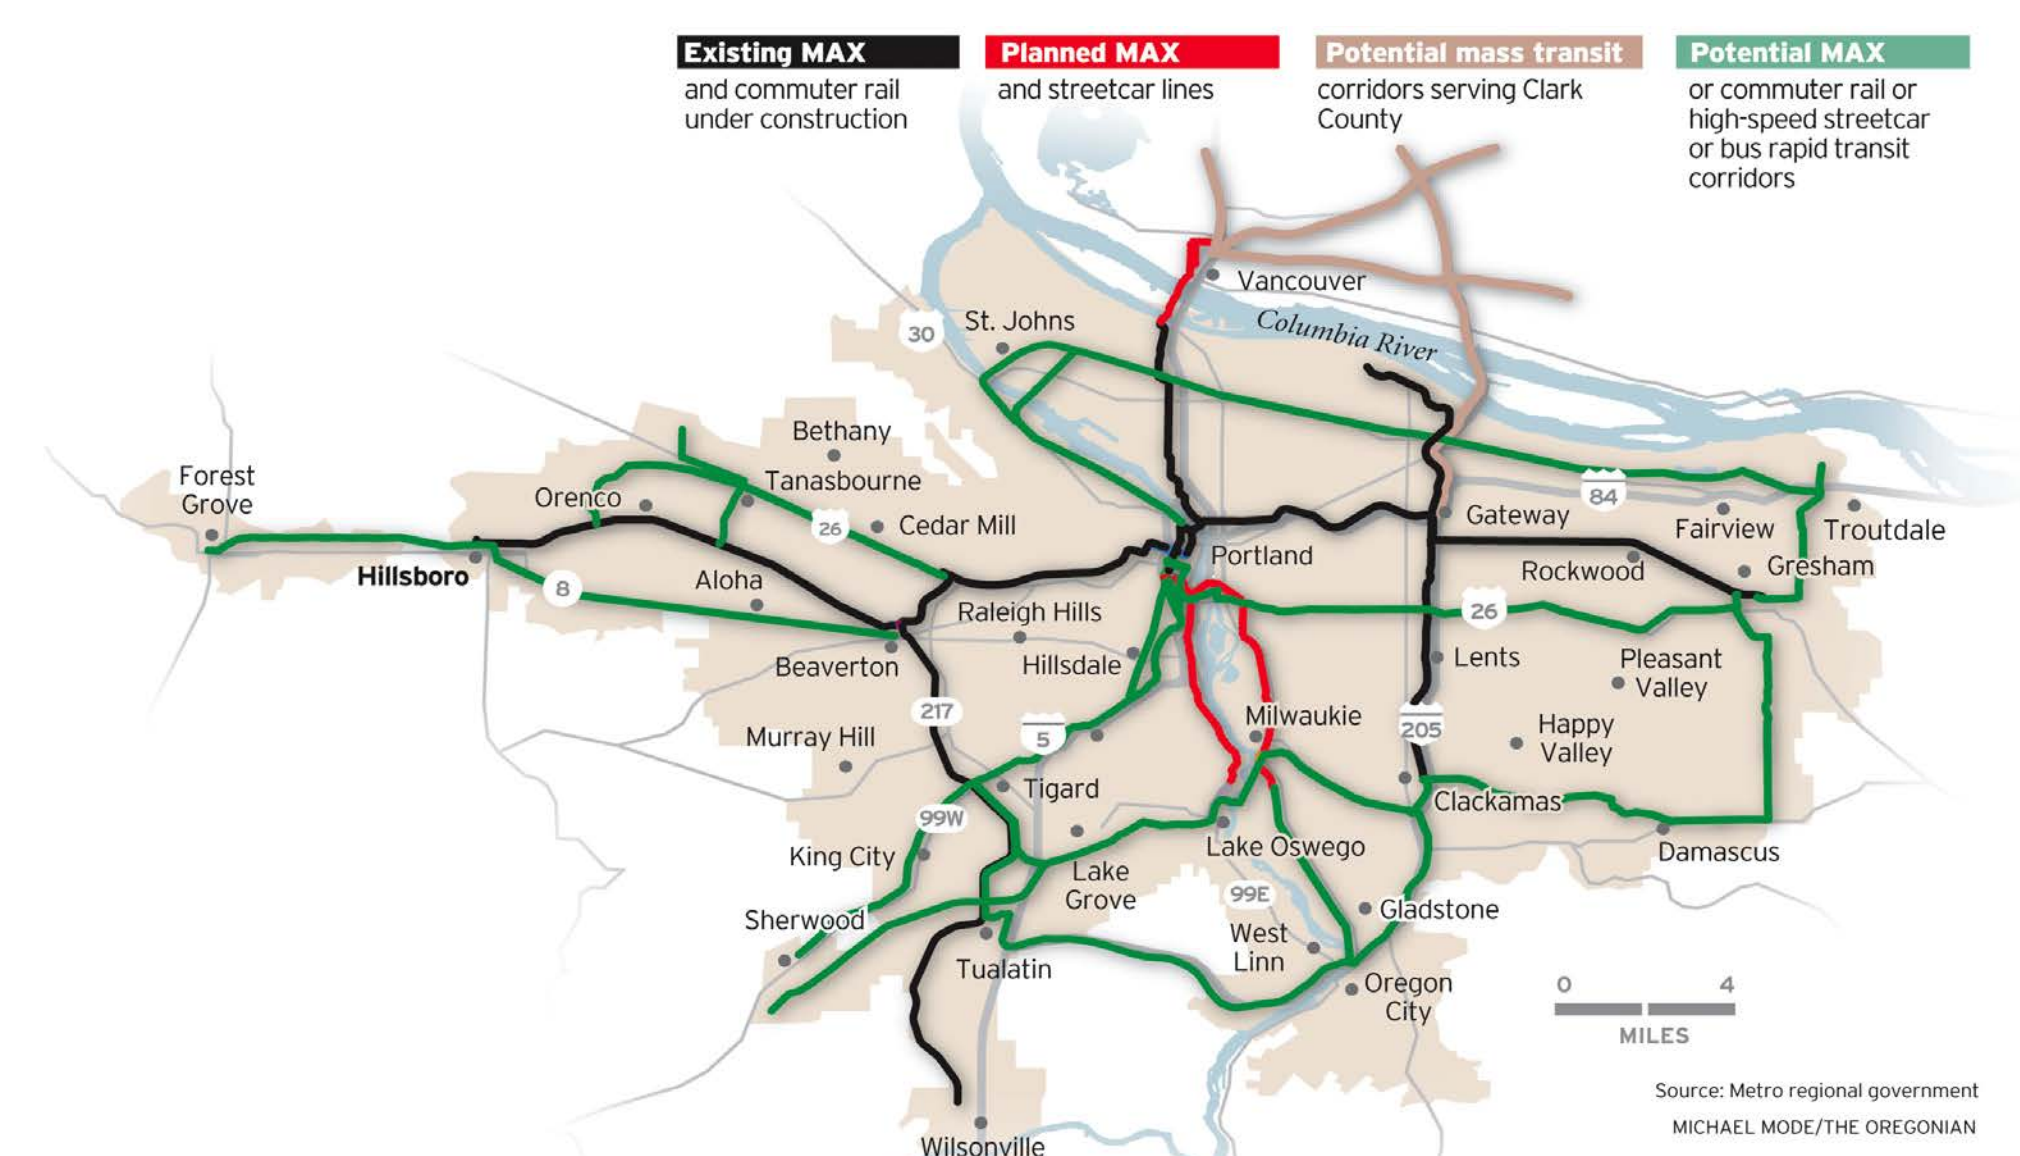 Existing MAX
and commuter rail
under construction
Planned MAX
and streetcar lines
Potential mass transit
corridors serving Clark
County
Potential MAX
or commuter rail or
high-speed streetcar
or bus rapid transit
corridors
Vancouver
Columbia River
30
St. Johns
Bethany
Tanasbourne
Forest
Grove
Orenco
26
Cedar Mill
84
Gateway
Fairview
Troutdale
Portland
Hillsboro
8
Aloha
Rockwood
Gresham
Raleigh Hills
26
Beaverton
Hillsdale
Lents
Pleasant
Valley
217
5
Milwaukie
205
Happy
Valley
Murray Hill
Tigard
Clackamas
99W
King City
Lake Oswego
Damascus
Lake
Grove
99E
Gladstone
Sherwood
West
Linn
Tualatin
Oregon
City
0
4
MILES
Wilsonville
Source: Metro regional government
MICHAEL MODE/THE OREGONIAN